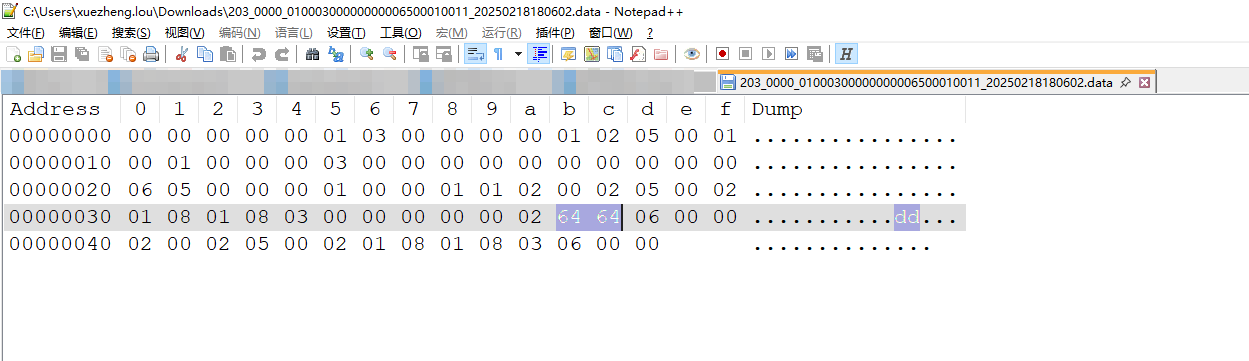 C:\Users\xuezheng.lou\Downloads\203_0000_01000300000000006500010011_20250218180602.data - Notepad++
文件(F) 编辑(E) 搜索(S) 视图(V) 编码(N) 语言(L) 设置(T) 工具(O) 宏(M) 运行(R) 插件(P) 窗口(W) ?
203_0000_01000300000000006500010011_20250218180602.data
Address 0 1 2 3 4 5 6 7 8 9 a b c d e f Dump
00000000 00 00 00 00 00 01 03 00 00 00 00 01 02 05 00 01 ................
00000010 00 01 00 00 00 03 00 00 00 00 00 00 00 00 00 00 ................
00000020 06 05 00 00 00 01 00 00 01 01 02 00 02 05 00 02 ................
00000030 01 08 01 08 03 00 00 00 00 00 02 64 64 06 00 00 ...........dd...
00000040 02 00 02 05 00 02 01 08 01 08 03 06 00 00 ..............